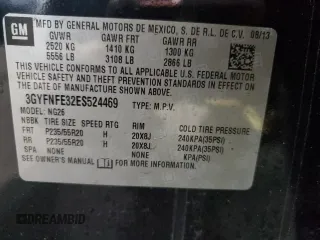 GM
MFD BY GENERAL MOTORS DE MEXICO, S. DE R.L. DE C.V. 08/13
GVWR GAWR FRT GAWR RR
2520 KG 1410 KG 1300 KG
5556 LB 3108 LB 2866 LB
THIS VEHICLE CONFORMS TO ALL APPLICABLE U.S. FEDERAL
MOTOR VEHICLE SAFETY, BUMPER, AND THEFT PREVENTION
STANDARDS IN EFFECT ON THE DATE OF MANUFACTURE SHOWN ABOVE.
3GYFNFE32ES524469 TYPE: M.P.V.
MODEL: NG26
NBBK TIRE SIZE SPEED RTG RIM COLD TIRE PRESSURE
FRT P235/55R20 H 20X8J 240KPA(35PSI)
RR P235/55R20 H 20X8J 240KPA(35PSI)
SPA NONE NONE KPA(PSI)
SEE OWNER'S MANUAL FOR ADDITIONAL INFORMATION
DREAMBID